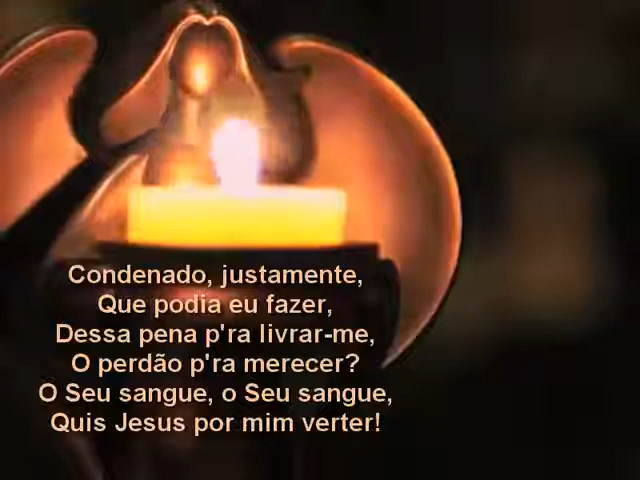 Condenado, justamente,
Que podia eu fazer,
Dessa pena p'ra livrar-me,
O perdão p'ra merecer?
O Seu sangue, o Seu sangue,
Quis Jesus por mim verter!